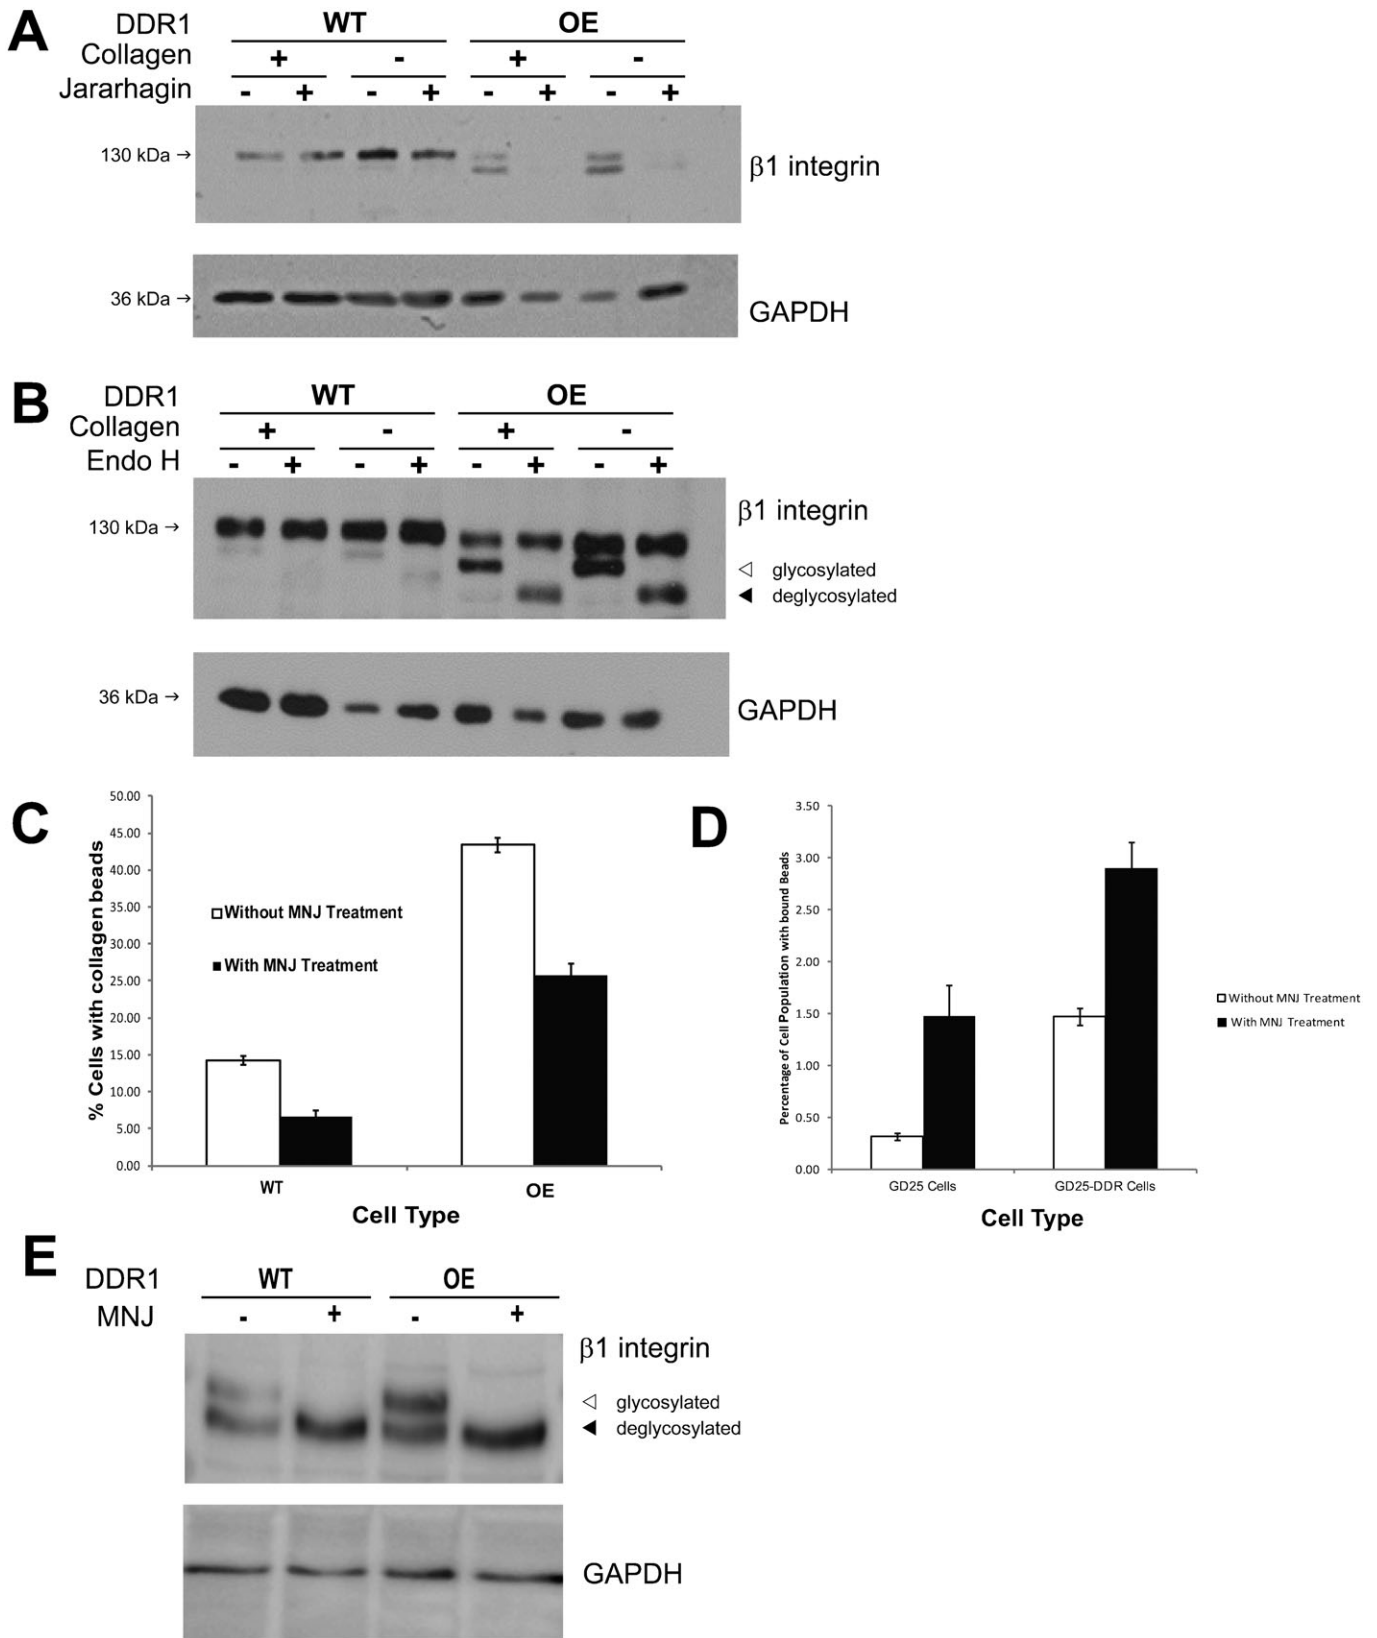 A
DDR1 WT OE
Collagen + - + -
Jararhagin - + - + - + - +
130 kDa →
β1 integrin
36 kDa →
GAPDH
B
DDR1 WT OE
Collagen + - + -
Endo H - + - + - + - +
130 kDa →
β1 integrin
◁ glycosylated
◀ deglycosylated
36 kDa →
GAPDH
C
% Cells with collagen beads
50.00
45.00
40.00
35.00
30.00
25.00
20.00
15.00
10.00
5.00
0.00
Without MNJ Treatment
With MNJ Treatment
WT OE
Cell Type
D
Percentage of Cell Population with bound Beads
3.50
3.00
2.50
2.00
1.50
1.00
0.50
0.00
Without MNJ Treatment
With MNJ Treatment
GD25 Cells GD25-DDR Cells
Cell Type
E
DDR1 WT OE
MNJ - + - +
β1 integrin
◁ glycosylated
◀ deglycosylated
GAPDH